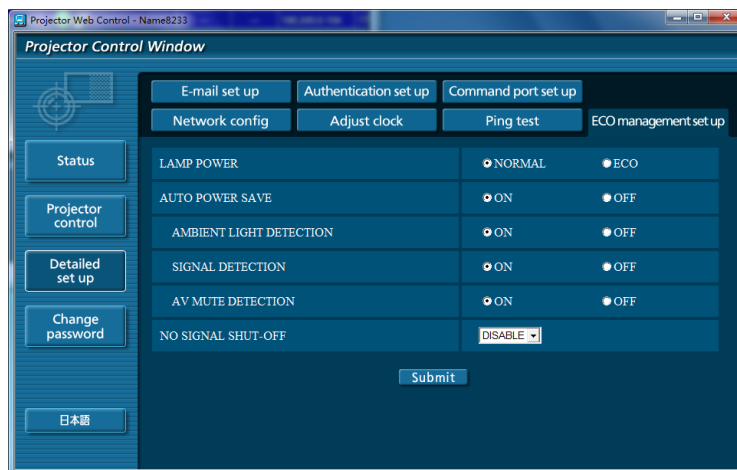 Projector Web Control - Name8233
Projector Control Window
E-mail set up
Authentication set up
Command port set up
Network config
Adjust clock
Ping test
ECO management set up
Status
Projector
control
Detailed
set up
Change
password
日本語
LAMP POWER NORMAL ECO
AUTO POWER SAVE ON OFF
AMBIENT LIGHT DETECTION ON OFF
SIGNAL DETECTION ON OFF
AV MUTE DETECTION ON OFF
NO SIGNAL SHUT-OFF DISABLE
Submit